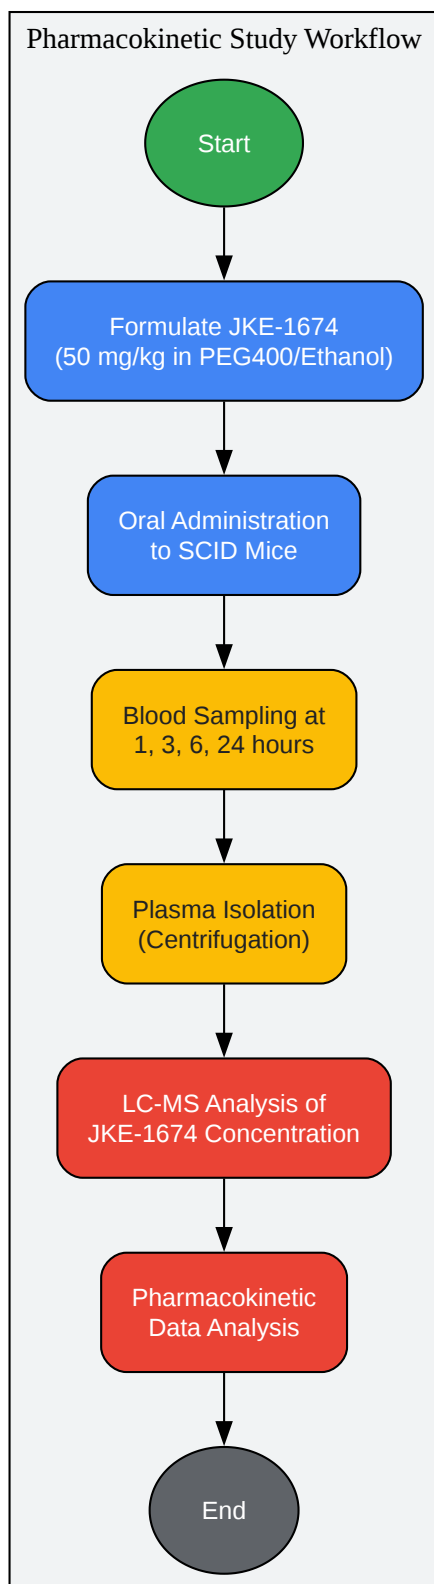 Pharmacokinetic Study Workflow
Start
Formulate JKE-1674
(50 mg/kg in PEG400/Ethanol)
Oral Administration
to SCID Mice
Blood Sampling at
1, 3, 6, 24 hours
Plasma Isolation
(Centrifugation)
LC-MS Analysis of
JKE-1674 Concentration
Pharmacokinetic
Data Analysis
End